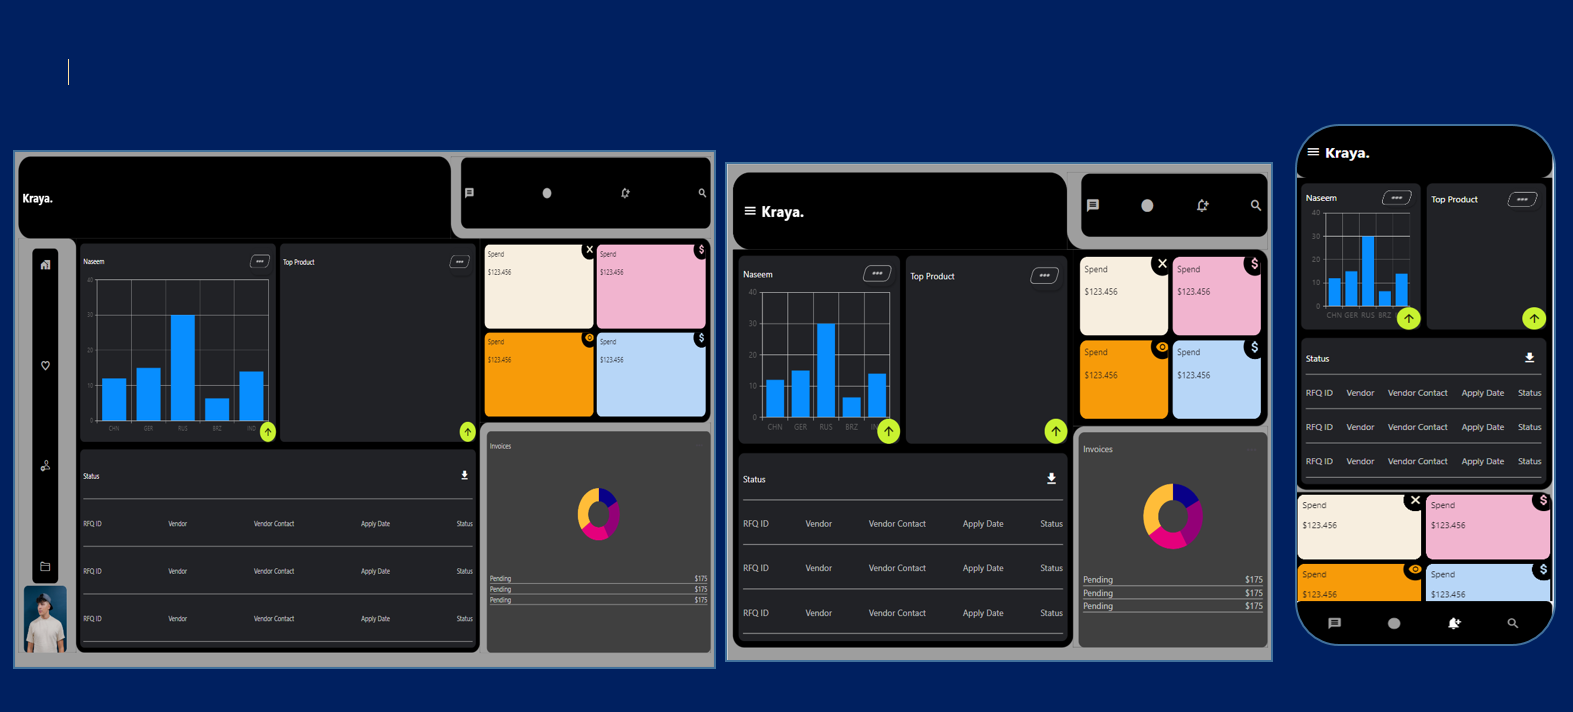 Kraya.
Naseem
40
30
20
10
0
CHN GER RUS BRZ IND
Top Product
Spend
$123.456
Spend
$123.456
Spend
$123.456
Spend
$123.456
Status
RFQ ID Vendor Vendor Contact Apply Date Status
RFQ ID Vendor Vendor Contact Apply Date Status
RFQ ID Vendor Vendor Contact Apply Date Status
Invoices
Pending $175
Pending $175
Pending $175
Kraya.
Naseem
40
30
20
10
0
CHN GER RUS BRZ
Top Product
Spend
$123.456
Spend
$123.456
Spend
$123.456
Spend
$123.456
Status
RFQ ID Vendor Vendor Contact Apply Date Status
RFQ ID Vendor Vendor Contact Apply Date Status
RFQ ID Vendor Vendor Contact Apply Date Status
Invoices
Pending $175
Pending $175
Pending $175
Kraya.
Naseem
40
30
20
10
0
CHN GER RUS BRZ
Top Product
Status
RFQ ID Vendor Vendor Contact Apply Date Status
RFQ ID Vendor Vendor Contact Apply Date Status
RFQ ID Vendor Vendor Contact Apply Date Status
Spend
$123.456
Spend
$123.456
Spend
$123.456
Spend
$123.456